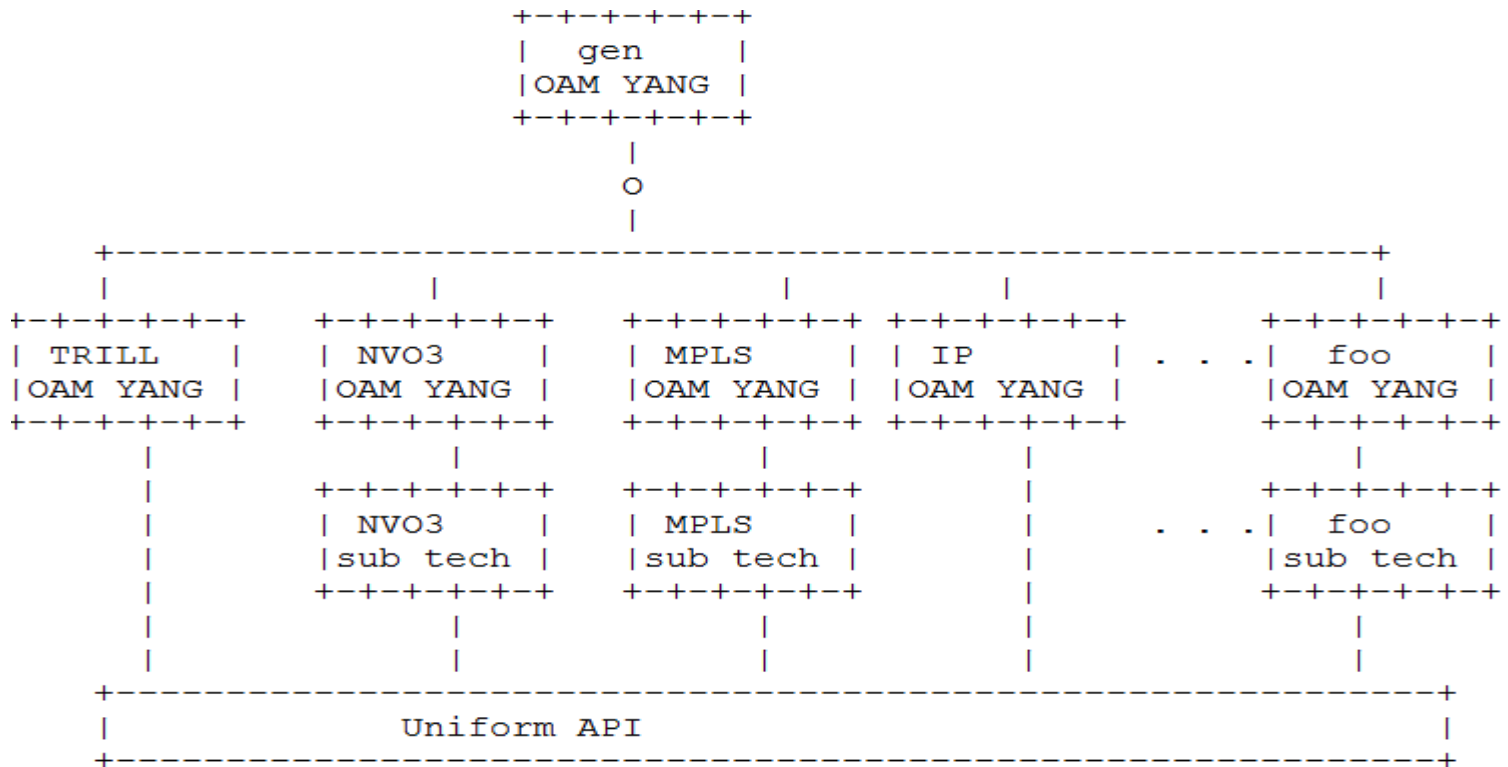 +-+-+-+-+-+
|   gen     |
|OAM YANG |
+-+-+-+-+-+
|
O
|
+---------------------------------------------------------+
| | | | |
+-+-+-+-+-+ +-+-+-+-+-+ +-+-+-+-+-+ +-+-+-+-+-+ +-+-+-+-+-+
| TRILL | | NVO3 | | MPLS | | IP | . . .| foo |
|OAM YANG | |OAM YANG | |OAM YANG | |OAM YANG | |OAM YANG |
+-+-+-+-+-+ +-+-+-+-+-+ +-+-+-+-+-+ +-+-+-+-+-+ +-+-+-+-+-+
| | | | |
| +-+-+-+-+-+ +-+-+-+-+-+ | +-+-+-+-+-+
| | NVO3 | | MPLS | | . . .| foo |
| |sub tech | |sub tech | | |sub tech |
| +-+-+-+-+-+ +-+-+-+-+-+ | +-+-+-+-+-+
| | | | |
| | | | |
+------------------------------------------------------------+
| Uniform API |
+------------------------------------------------------------+